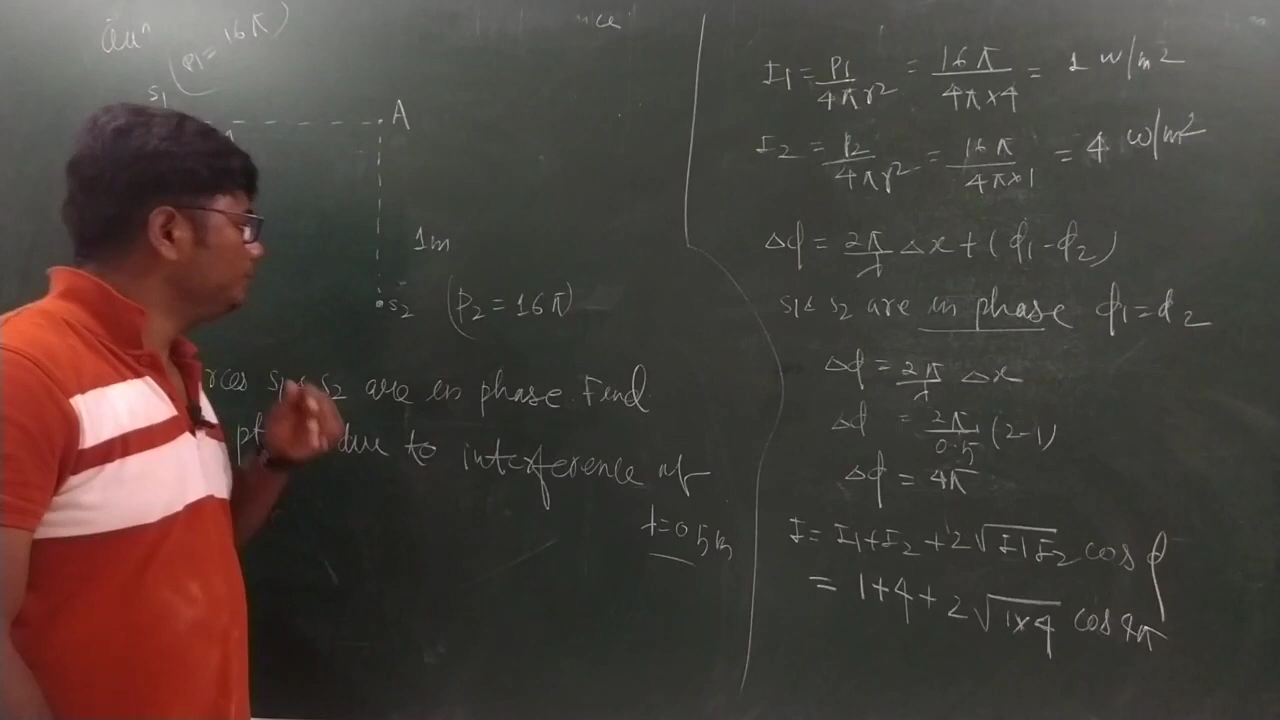 Quⁿ
(P1 = 16π)
S1
A
1m
S2 (P2 = 16π)
S1 & S2 are in phase. Find
due to interference of
λ=0.5m
I1 = P1/4πr² = 16π/4π×4 = 1 W/m²
I2 = P2/4πr² = 16π/4π×1 = 4 W/m²
Δφ = 2π/λ Δx + (φ1 - φ2)
S1 & S2 are in phase φ1 = φ2
Δφ = 2π/λ Δx
Δφ = 2π/0.5 (2-1)
Δφ = 4π
I = I1 + I2 + 2√I1I2 cos φ
= 1+4+2√1×4 cos 4π